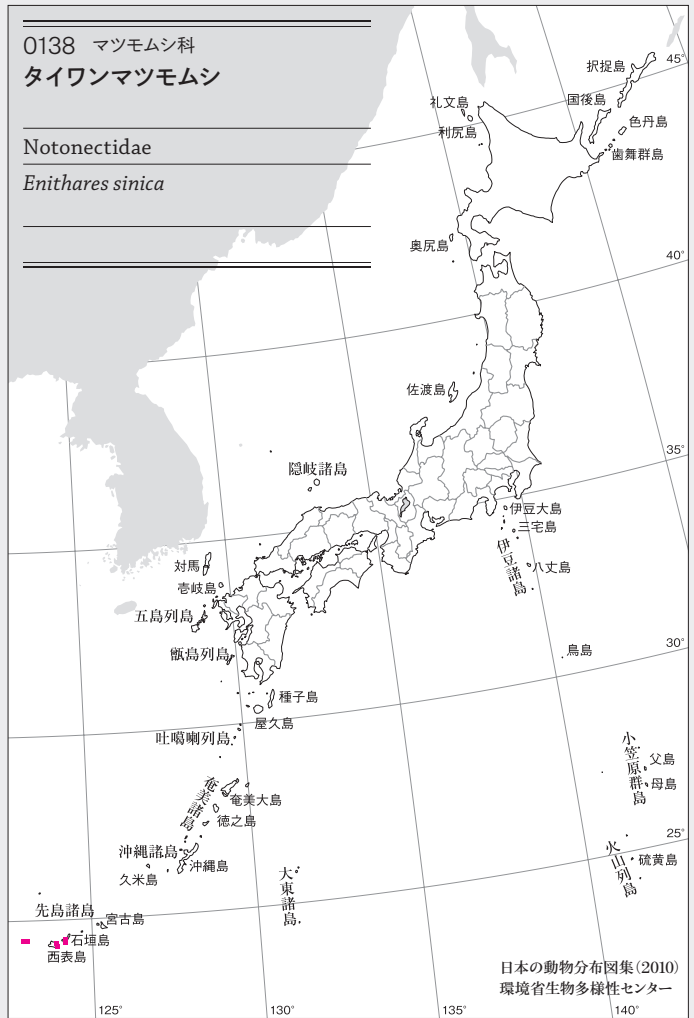 0138 マツモムシ科
タイワンマツモムシ
Notonectidae
Enithares sinica
択捉島
45°
国後島
礼文島
色丹島
利尻島
歯舞群島
奥尻島
40°
佐渡島
35°
隠岐諸島
伊豆大島
三宅島
伊豆諸島
八丈島
対馬
壱岐島
五島列島
甑島列島
鳥島
30°
種子島
屋久島
吐噶喇列島
小笠原群島
父島
母島
奄美諸島
奄美大島
徳之島
25°
沖縄諸島
沖縄島
久米島
火山列島
硫黄島
大東諸島
先島諸島
宮古島
石垣島
西表島
日本の動物分布図集(2010)
環境省生物多様性センター
125°
130°
135°
140°